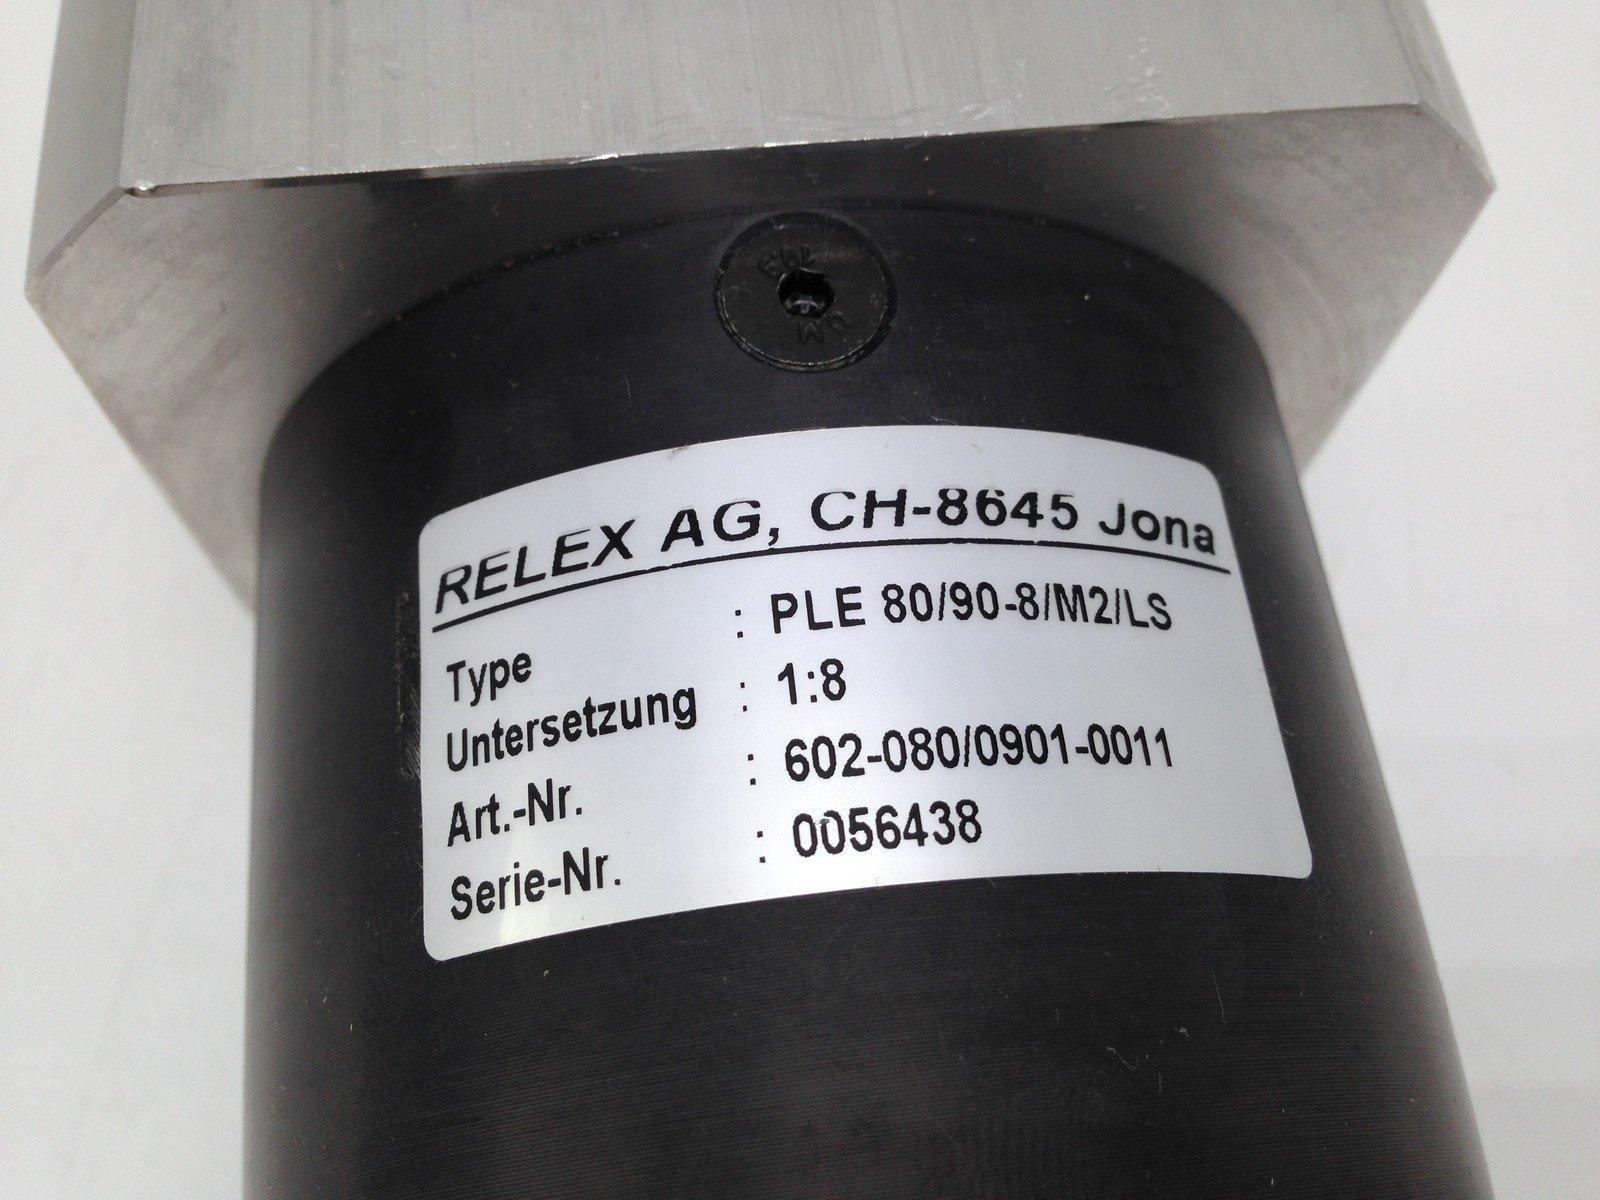 RELEX AG, CH-8645 Jona
Type : PLE 80/90-8/M2/LS
Untersetzung : 1:8
Art.-Nr. : 602-080/0901-0011
Serie-Nr. : 0056438